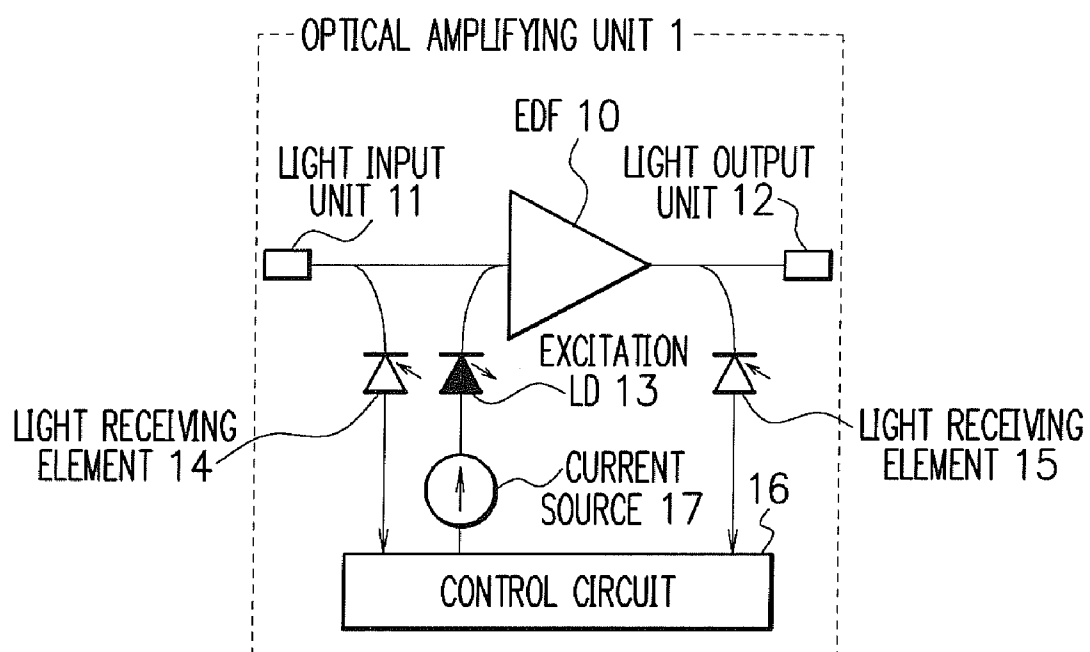 OPTICAL AMPLIFYING UNIT 1
EDF 10
LIGHT INPUT
UNIT 11
LIGHT OUTPUT
UNIT 12
EXCITATION
LD 13
LIGHT RECEIVING
ELEMENT 14
LIGHT RECEIVING
ELEMENT 15
CURRENT
SOURCE 17
16
CONTROL CIRCUIT